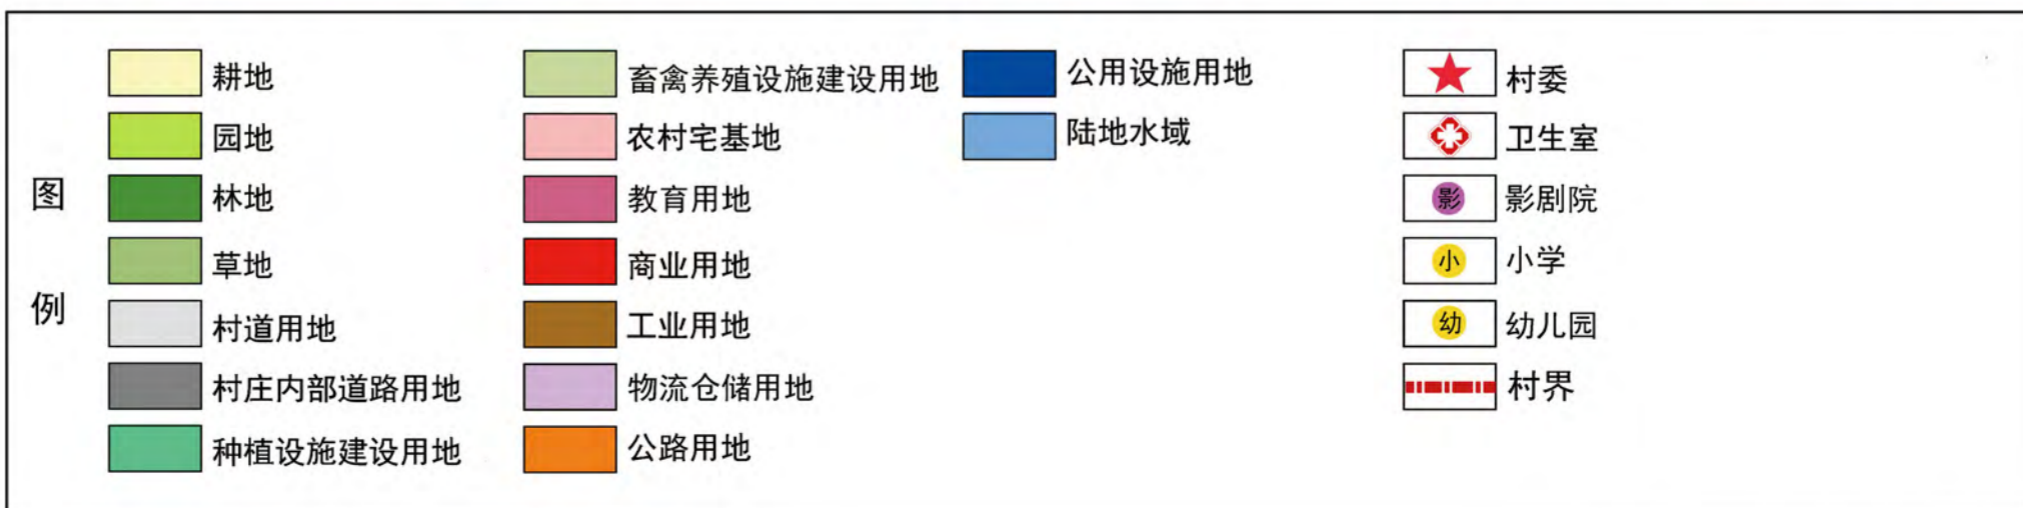 图例
耕地
园地
林地
草地
村道用地
村庄内部道路用地
种植设施建设用地
畜禽养殖设施建设用地
农村宅基地
教育用地
商业用地
工业用地
物流仓储用地
公路用地
公用设施用地
陆地水域
村委
卫生室
影 影剧院
小 小学
幼 幼儿园
村界